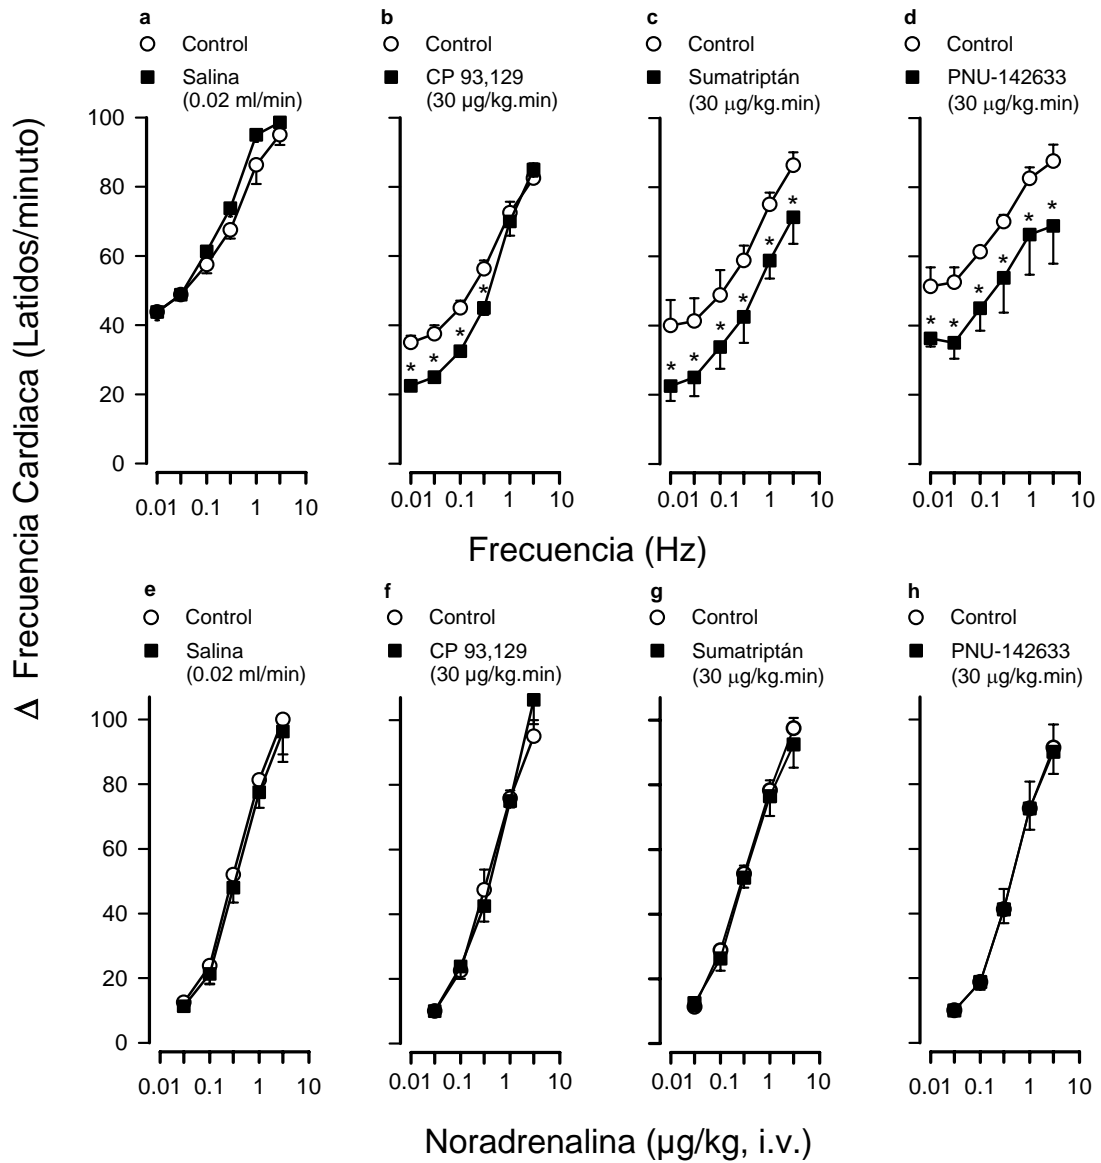 a
Control
Salina
(0.02 ml/min)
b
Control
CP 93,129
(30 µg/kg.min)
c
Control
Sumatriptán
(30 µg/kg.min)
d
Control
PNU-142633
(30 µg/kg.min)
Δ Frecuencia Cardiaca (Latidos/minuto)
100
80
60
40
20
0
* * * *
* * * * * *
* * * * * *
0.01 0.1 1 10
0.01 0.1 1 10
0.01 0.1 1 10
0.01 0.1 1 10
Frecuencia (Hz)
e
Control
Salina
(0.02 ml/min)
f
Control
CP 93,129
(30 µg/kg.min)
g
Control
Sumatriptán
(30 µg/kg.min)
h
Control
PNU-142633
(30 µg/kg.min)
100
80
60
40
20
0
0.01 0.1 1 10
0.01 0.1 1 10
0.01 0.1 1 10
0.01 0.1 1 10
Noradrenalina (µg/kg, i.v.)